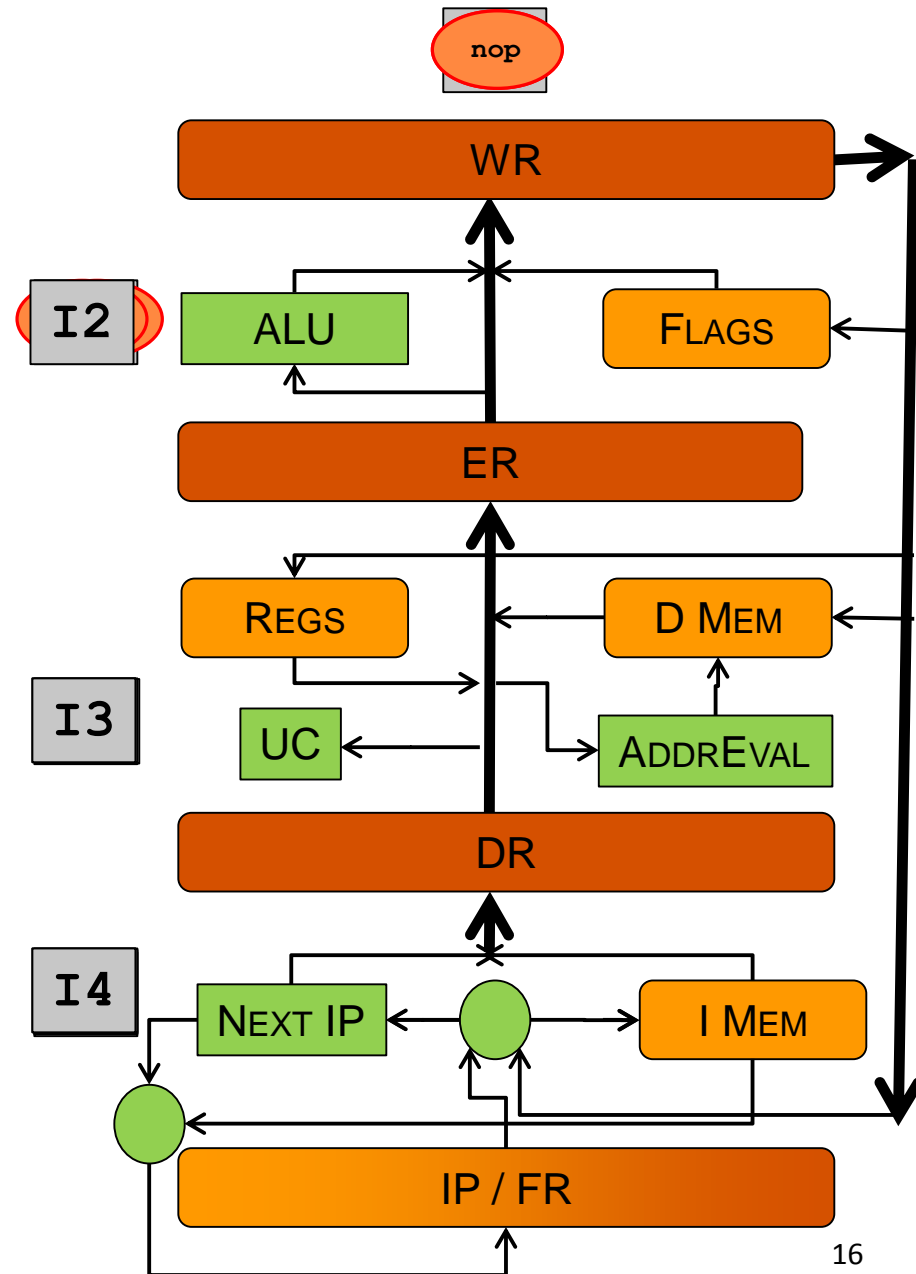 nop
WR
I2
ALU
FLAGS
ER
REGS
D MEM
I3
UC
ADDREVAL
DR
I4
NEXT IP
I MEM
IP / FR
16